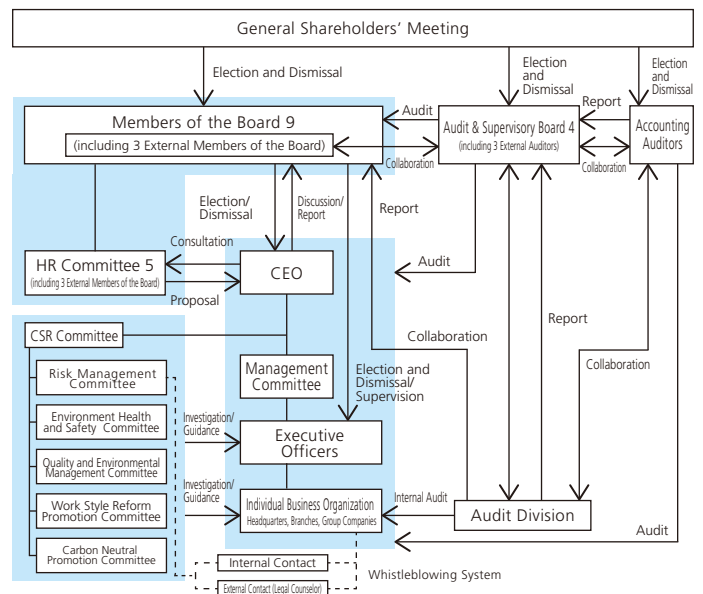 General Shareholders' Meeting
Election and Dismissal
Election
and
Dismissal
Election
and
Dismissal
Members of the Board 9
(including 3 External Members of the Board)
Audit
Audit & Supervisory Board 4
(including 3 External Auditors)
Report
Accounting
Auditors
Collaboration
Collaboration
Election/
Dismissal
Discussion/
Report
Report
Consultation
HR Committee 5
(including 3 External Members of the Board)
Proposal
CEO
Audit
CSR Committee
Collaboration
Report
Risk Management
Committee
Management
Committee
Election and
Dismissal/
Supervision
Collaboration
Environment Health
and Safety Committee
Investigation/
Guidance
Executive
Officers
Quality and Environmental
Management Committee
Investigation/
Guidance
Work Style Reform
Promotion Committee
Individual Business Organization
Headquarters, Branches, Group Companies
Internal Audit
Audit Division
Audit
Carbon Neutral
Promotion Committee
Internal Contact
External Contact (Legal Counselor)
Whistleblowing System